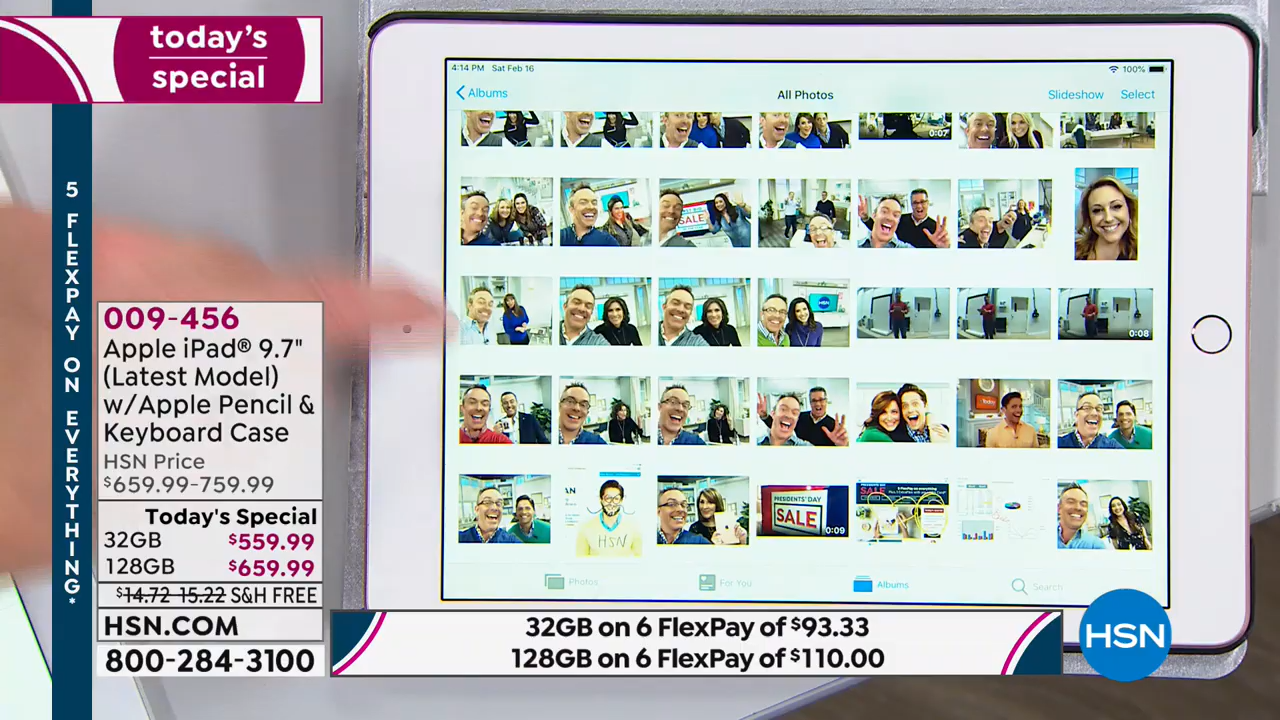 today's
special
5 FLEXPAY ON EVERYTHING*
009-456
Apple iPad® 9.7"
(Latest Model)
w/Apple Pencil &
Keyboard Case
HSN Price
$659.99-759.99
Today's Special
32GB $559.99
128GB $659.99
$14.72-15.22 S&H FREE
HSN.COM
800-284-3100
4:14 PM Sat Feb 16
100%
Albums
All Photos
Slideshow
Select
0:07
SALE
HSN
0:08
HSN
PRESIDENTS' DAY
SALE
0:09
SALE
Photos
For You
Albums
Search
32GB on 6 FlexPay of $93.33
128GB on 6 FlexPay of $110.00
HSN